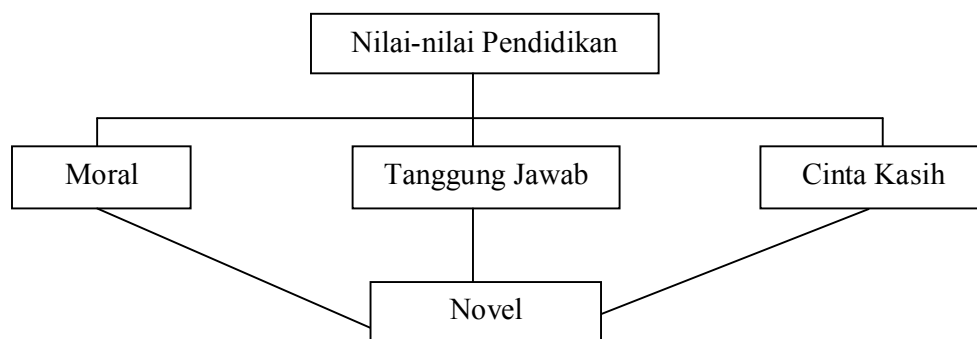 Nilai-nilai Pendidikan
Moral
Tanggung Jawab
Cinta Kasih
Novel